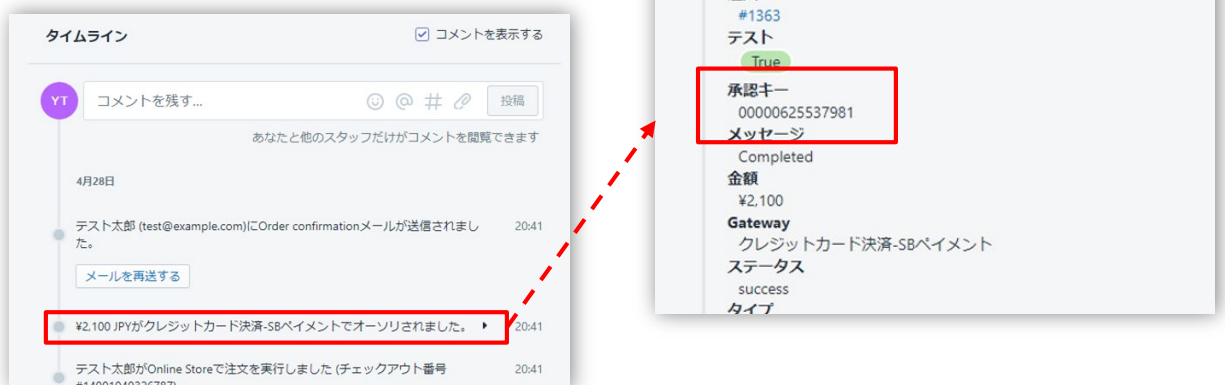 タイムライン
コメントを表示する
YT
コメントを残す...
投稿
あなたと他のスタッフだけがコメントを閲覧できます
4月28日
テスト太郎 (test@example.com)にOrder confirmationメールが送信されまし
た。
20:41
メールを再送する
¥2,100 JPYがクレジットカード決済-SBペイメントでオーソリされました。
20:41
テスト太郎がOnline Storeで注文を実行しました (チェックアウト番号
20:41
#1363
テスト
True
承認キー
00000625537981
メッセージ
Completed
金額
¥2,100
Gateway
クレジットカード決済-SBペイメント
ステータス
success
タイプ